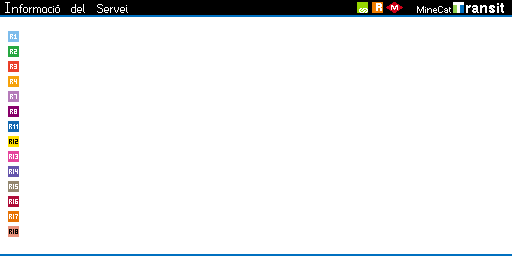 Informació del Servei R M MineCat Transit
R1
R2
R3
R4
R7
R8
R11
R12
R13
R14
R15
R16
R17
R18